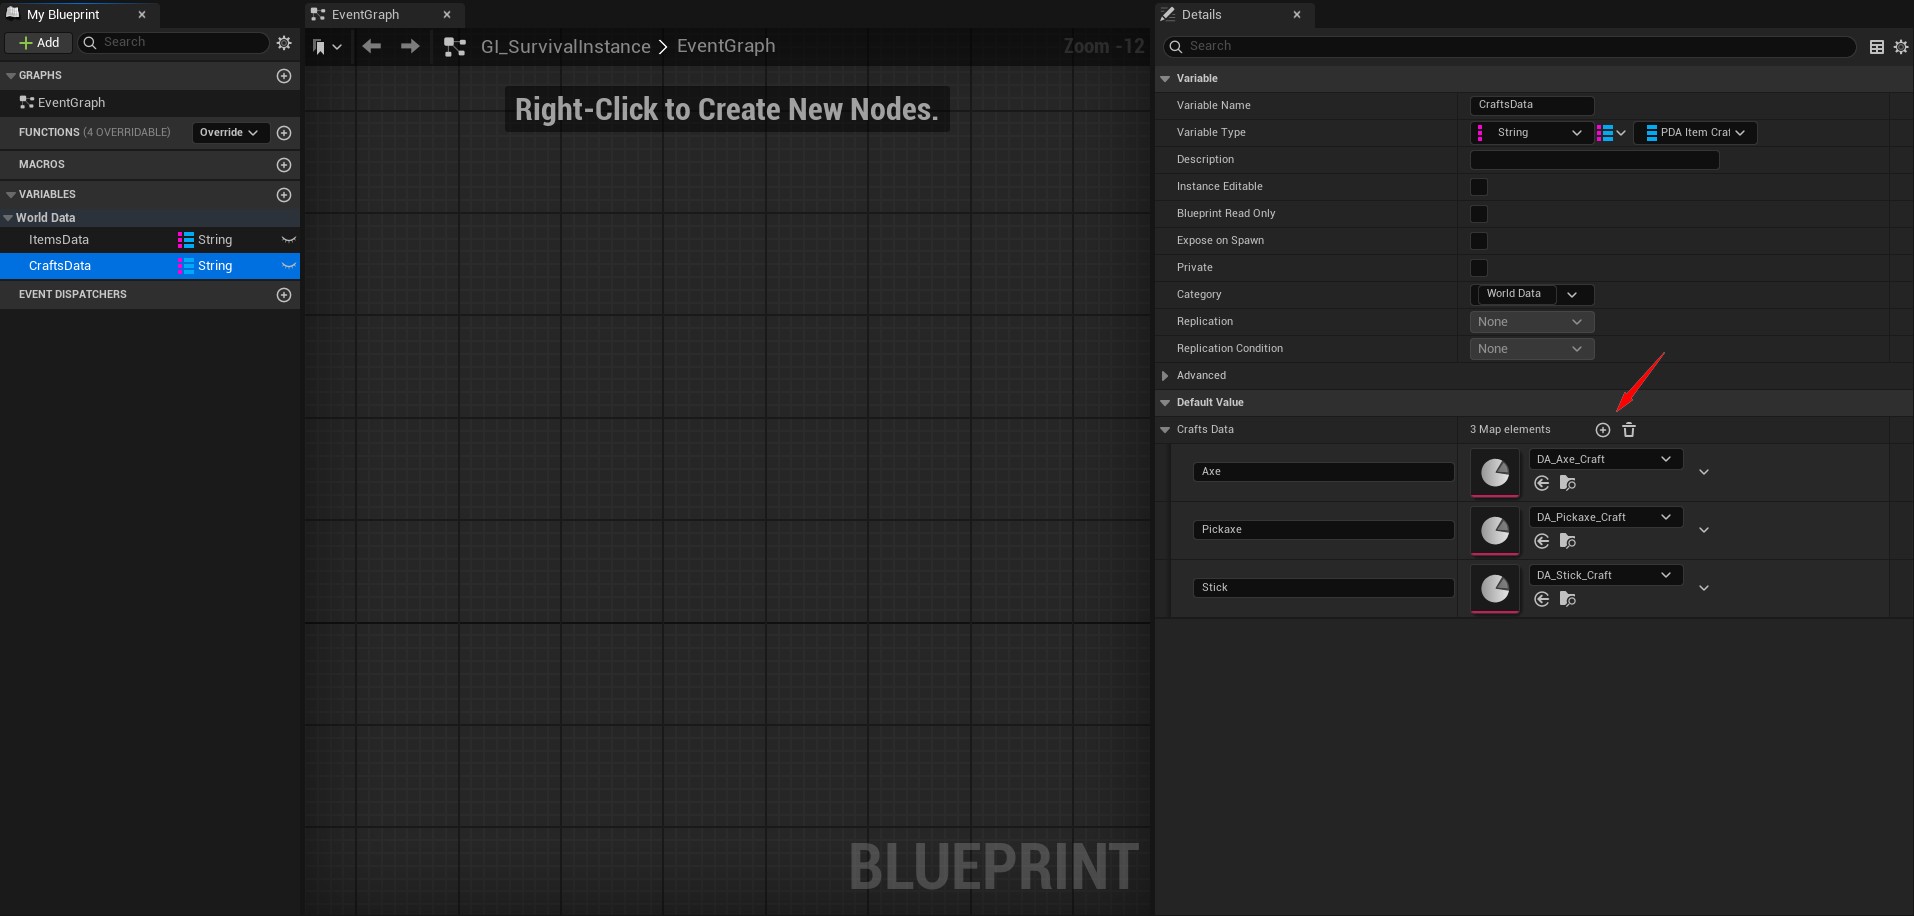 My Blueprint
Add
Search
GRAPHS
EventGraph
FUNCTIONS (4 OVERRIDABLE)
Override
MACROS
VARIABLES
World Data
ItemsData String
CraftsData String
EVENT DISPATCHERS
EventGraph
GI_SurvivalInstance > EventGraph
Zoom -12
Right-Click to Create New Nodes.
BLUEPRINT
Details
Search
Variable
Variable Name CraftsData
Variable Type String PDA Item Craf
Description
Instance Editable
Blueprint Read Only
Expose on Spawn
Private
Category World Data
Replication None
Replication Condition None
Advanced
Default Value
Crafts Data 3 Map elements
Axe DA_Axe_Craft
Pickaxe DA_Pickaxe_Craft
Stick DA_Stick_Craft